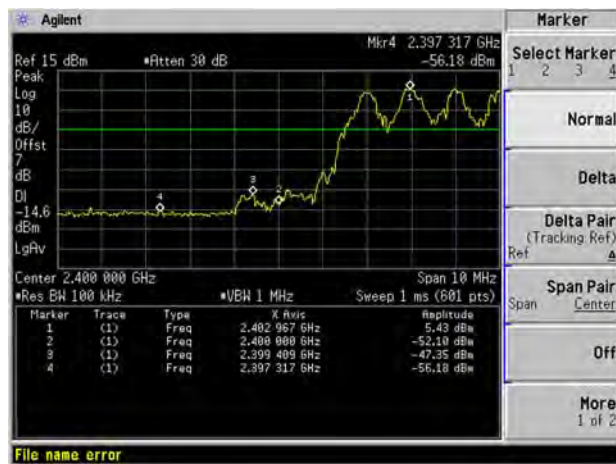 Agilent
Marker
Mkr4 2.397 317 GHz
Ref 15 dBm
*Atten 30 dB
-56.18 dBm
Select Marker
1 2 3 4
Peak
Log
10
dB/
Offst
7
dB
DI
-14.6
dBm
LgAv
1
3
2
4
Normal
Delta
Delta Pair
(Tracking Ref)
Ref Δ
Span Pair
Span Center
Off
More
1 of 2
Center 2.400 000 GHz
Span 10 MHz
*Res BW 100 kHz
*VBW 1 MHz
Sweep 1 ms (601 pts)
Marker Trace Type X Axis Amplitude
1 (1) Freq 2.402 967 GHz 5.43 dBm
2 (1) Freq 2.400 000 GHz -52.10 dBm
3 (1) Freq 2.399 409 GHz -47.35 dBm
4 (1) Freq 2.397 317 GHz -56.18 dBm
File name error